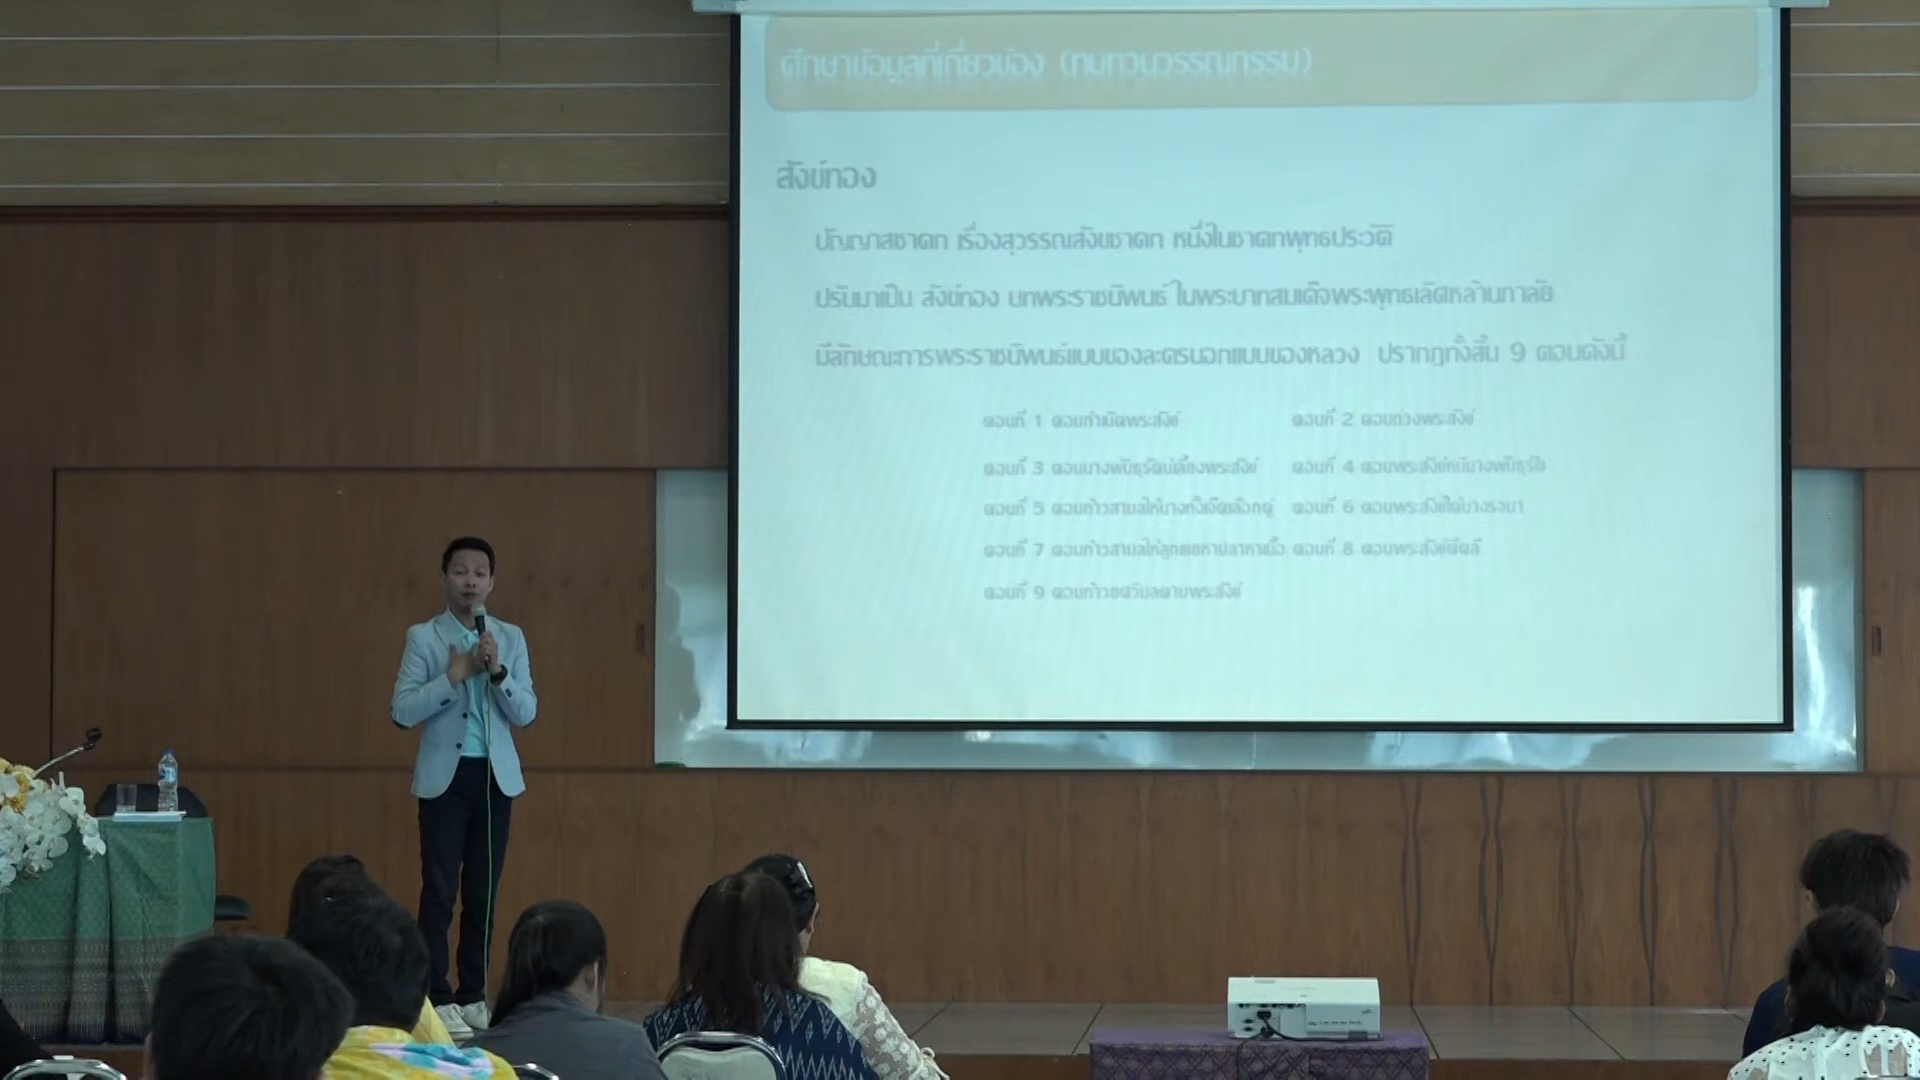 ศึกษาข้อมูลที่เกี่ยวข้อง (ทบทวนวรรณกรรม)
สังข์ทอง
ปัญญาสชาดก เรื่องสุวรรณสังขชาดก หนึ่งในชาดกพุทธประวัติ
ปรับมาเป็น สังข์ทอง บทพระราชนิพนธ์ ในพระบาทสมเด็จพระพุทธเลิศหล้านภาลัย
มีลักษณะการพระราชนิพนธ์แบบของละครนอกแบบของหลวง ปรากฎทั้งสิ้น 9 ตอนดังนี้
ตอนที่ 1 ตอนกำเนิดพระสังข์ ตอนที่ 2 ตอนถ่วงพระสังข์
ตอนที่ 3 ตอนนางพันธุรัตน์เลี้ยงพระสังข์ ตอนที่ 4 ตอนพระสังข์หนีนางพันธุรัต
ตอนที่ 5 ตอนท้าวสามลให้นางทั้งเจ็ดเลือกคู่ ตอนที่ 6 ตอนพระสังข์ได้นางรจนา
ตอนที่ 7 ตอนท้าวสามลให้ลูกเขยหาปลาหาเนื้อ ตอนที่ 8 ตอนพระสังข์ตีคลี
ตอนที่ 9 ตอนท้าวยศวิมลตามพระสังข์